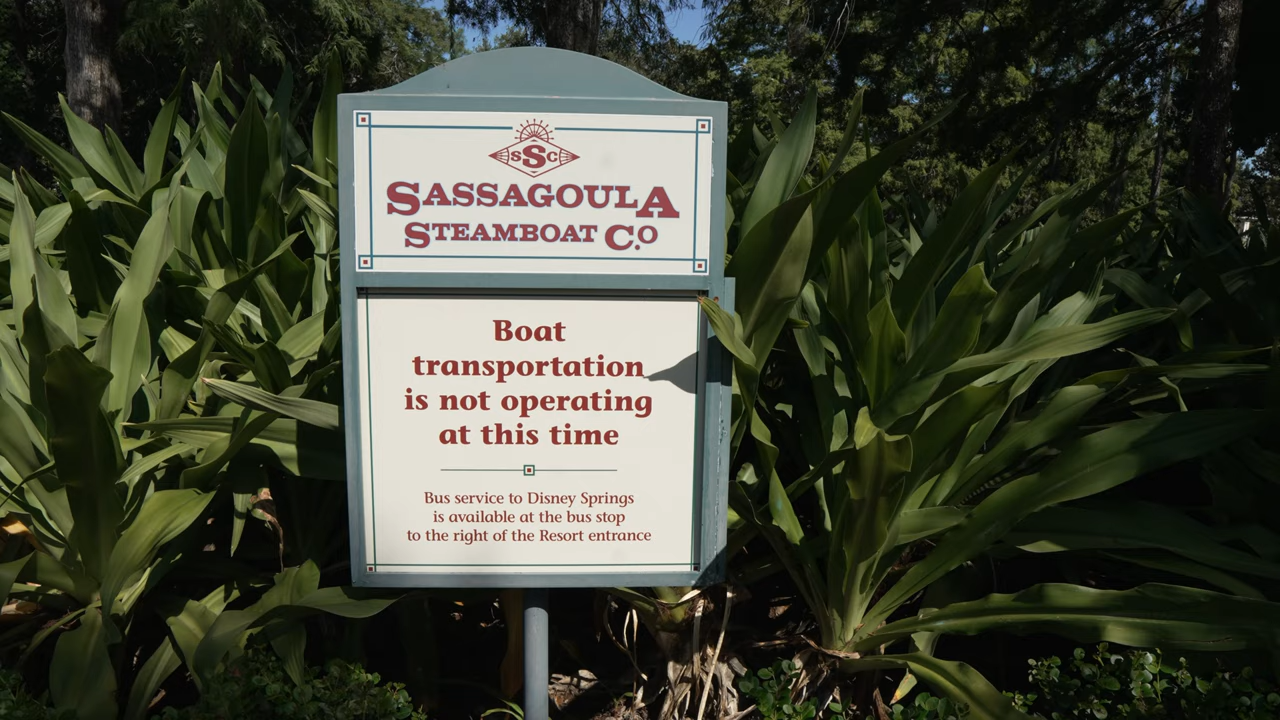 SSC
SASSAGOULA
STEAMBOAT CO.
Boat
transportation
is not operating
at this time
Bus service to Disney Springs
is available at the bus stop
to the right of the Resort entrance